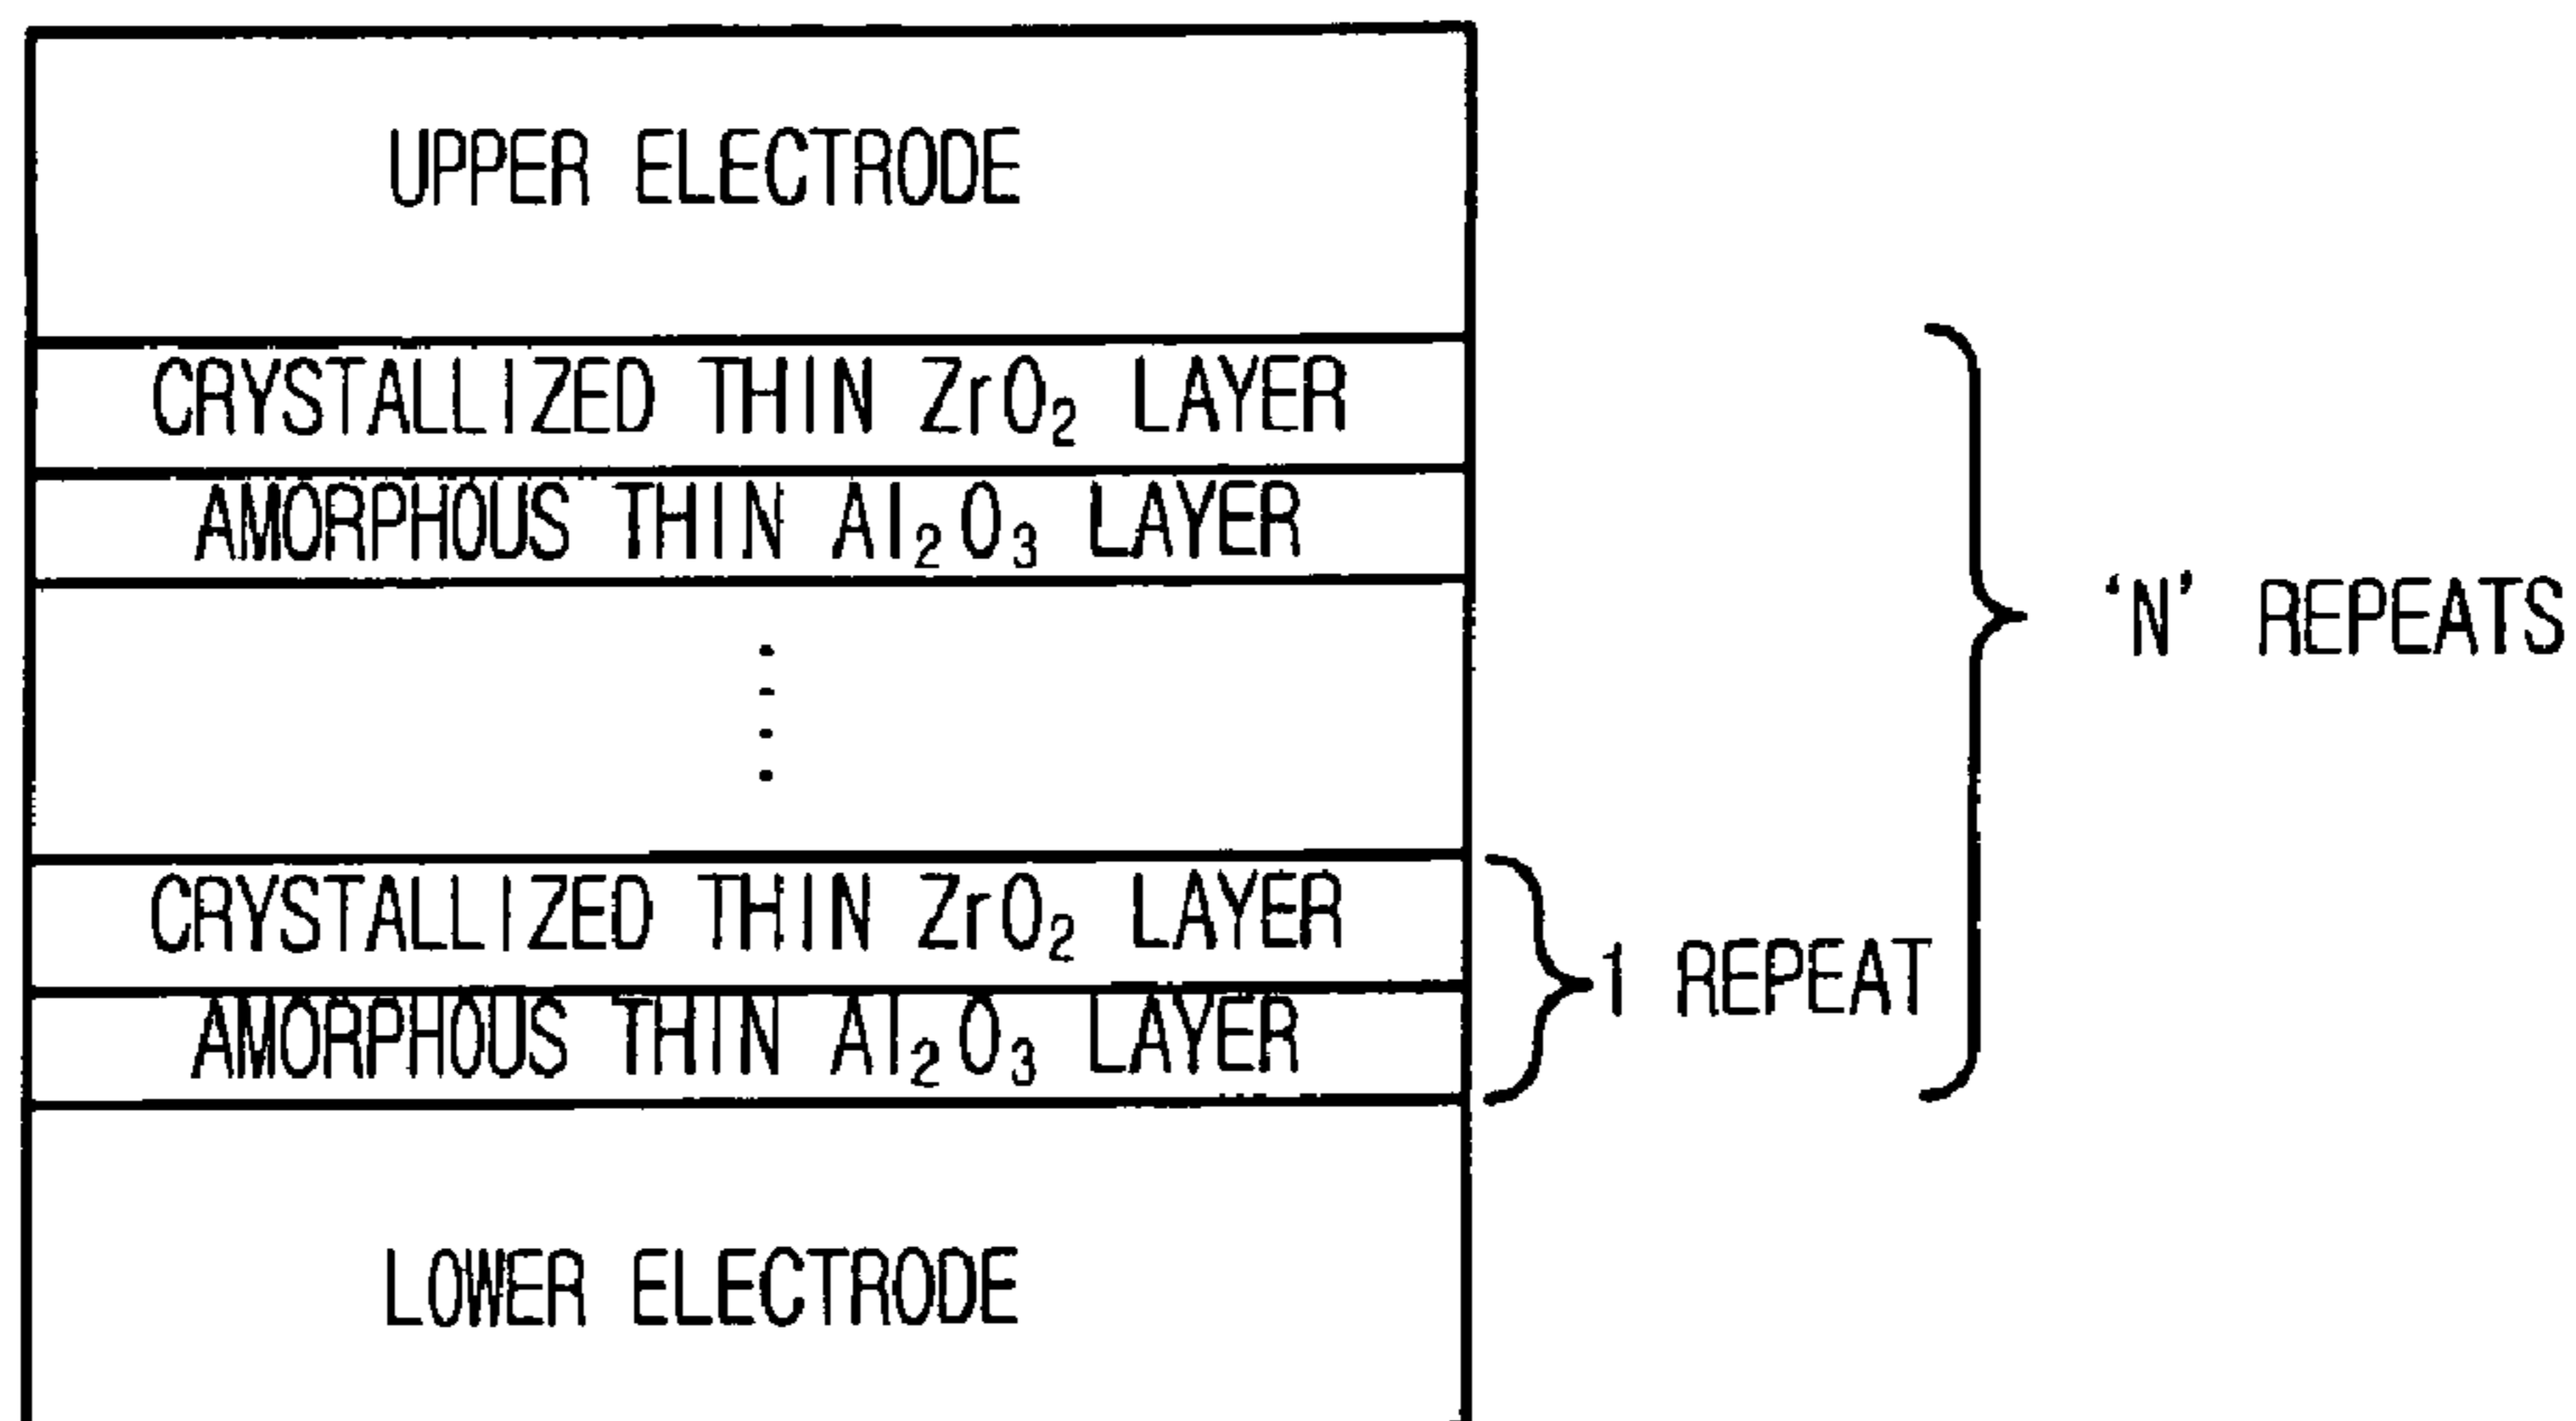 UPPER ELECTRODE
CRYSTALLIZED THIN ZrO₂ LAYER
AMORPHOUS THIN Al₂O₃ LAYER
'N' REPEATS
CRYSTALLIZED THIN ZrO₂ LAYER
1 REPEAT
AMORPHOUS THIN Al₂O₃ LAYER
LOWER ELECTRODE